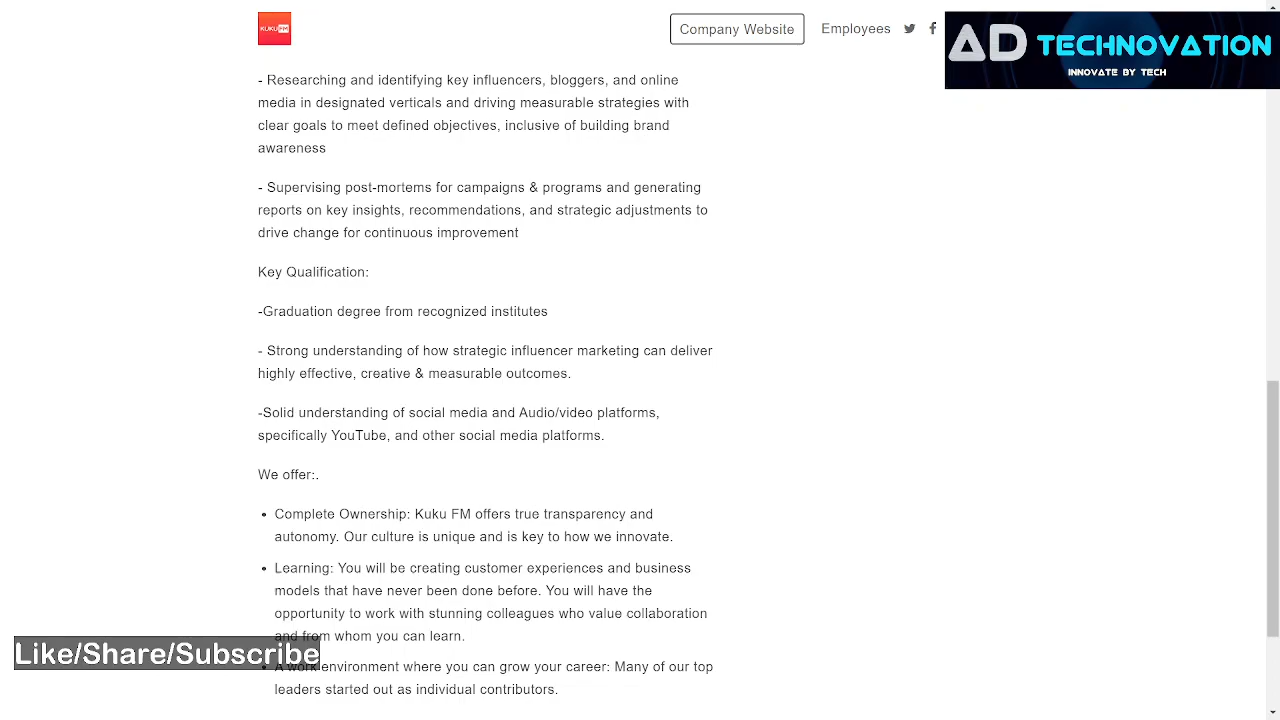 KUKU FM
Company Website
Employees
AD TECHNOVATION
INNOVATE BY TECH
- Researching and identifying key influencers, bloggers, and online
media in designated verticals and driving measurable strategies with
clear goals to meet defined objectives, inclusive of building brand
awareness
- Supervising post-mortems for campaigns & programs and generating
reports on key insights, recommendations, and strategic adjustments to
drive change for continuous improvement
Key Qualification:
-Graduation degree from recognized institutes
- Strong understanding of how strategic influencer marketing can deliver
highly effective, creative & measurable outcomes.
-Solid understanding of social media and Audio/video platforms,
specifically YouTube, and other social media platforms.
We offer:.
• Complete Ownership: Kuku FM offers true transparency and
autonomy. Our culture is unique and is key to how we innovate.
• Learning: You will be creating customer experiences and business
models that have never been done before. You will have the
opportunity to work with stunning colleagues who value collaboration
and from whom you can learn.
Like/Share/Subscribe
• A work environment where you can grow your career: Many of our top
leaders started out as individual contributors.